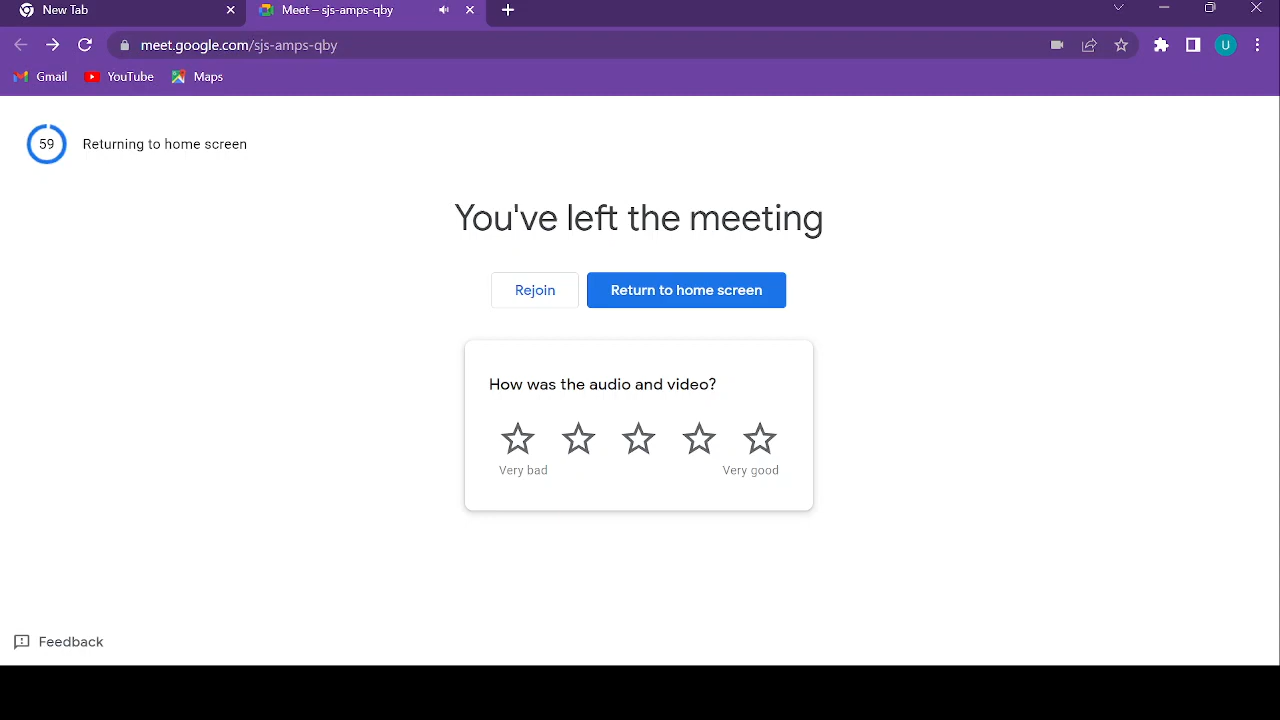 New Tab
Meet – sjs-amps-qby
meet.google.com/sjs-amps-qby
U
Gmail
YouTube
Maps
59
Returning to home screen
You've left the meeting
Rejoin
Return to home screen
How was the audio and video?
Very bad
Very good
Feedback